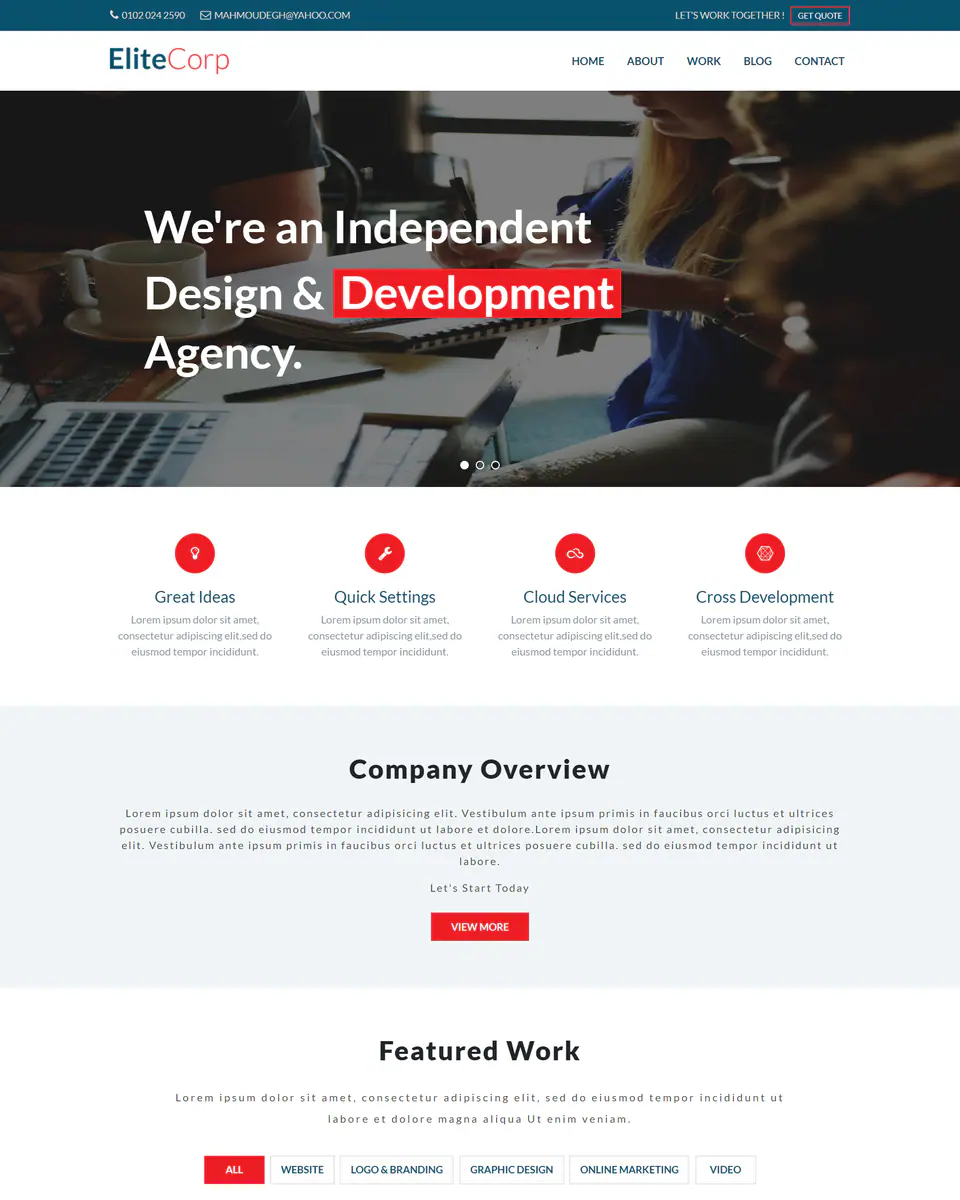 0102 024 2590 MAHMOUDEGH@YAHOO.COM LET'S WORK TOGETHER ! GET QUOTE
EliteCorp HOME ABOUT WORK BLOG CONTACT
We're an Independent
Design & Development
Agency.
Great Ideas
Lorem ipsum dolor sit amet,
consectetur adipiscing elit,sed do
eiusmod tempor incididunt.
Quick Settings
Lorem ipsum dolor sit amet,
consectetur adipiscing elit,sed do
eiusmod tempor incididunt.
Cloud Services
Lorem ipsum dolor sit amet,
consectetur adipiscing elit,sed do
eiusmod tempor incididunt.
Cross Development
Lorem ipsum dolor sit amet,
consectetur adipiscing elit,sed do
eiusmod tempor incididunt.
Company Overview
Lorem ipsum dolor sit amet, consectetur adipisicing elit. Vestibulum ante ipsum primis in faucibus orci luctus et ultrices
posuere cubilla. sed do eiusmod tempor incididunt ut labore et dolore.Lorem ipsum dolor sit amet, consectetur adipisicing
elit. Vestibulum ante ipsum primis in faucibus orci luctus et ultrices posuere cubilla. sed do eiusmod tempor incididunt ut
labore.
Let's Start Today
VIEW MORE
Featured Work
Lorem ipsum dolor sit amet, consectetur adipiscing elit, sed do eiusmod tempor incididunt ut
labore et dolore magna aliqua Ut enim veniam.
ALL WEBSITE LOGO & BRANDING GRAPHIC DESIGN ONLINE MARKETING VIDEO